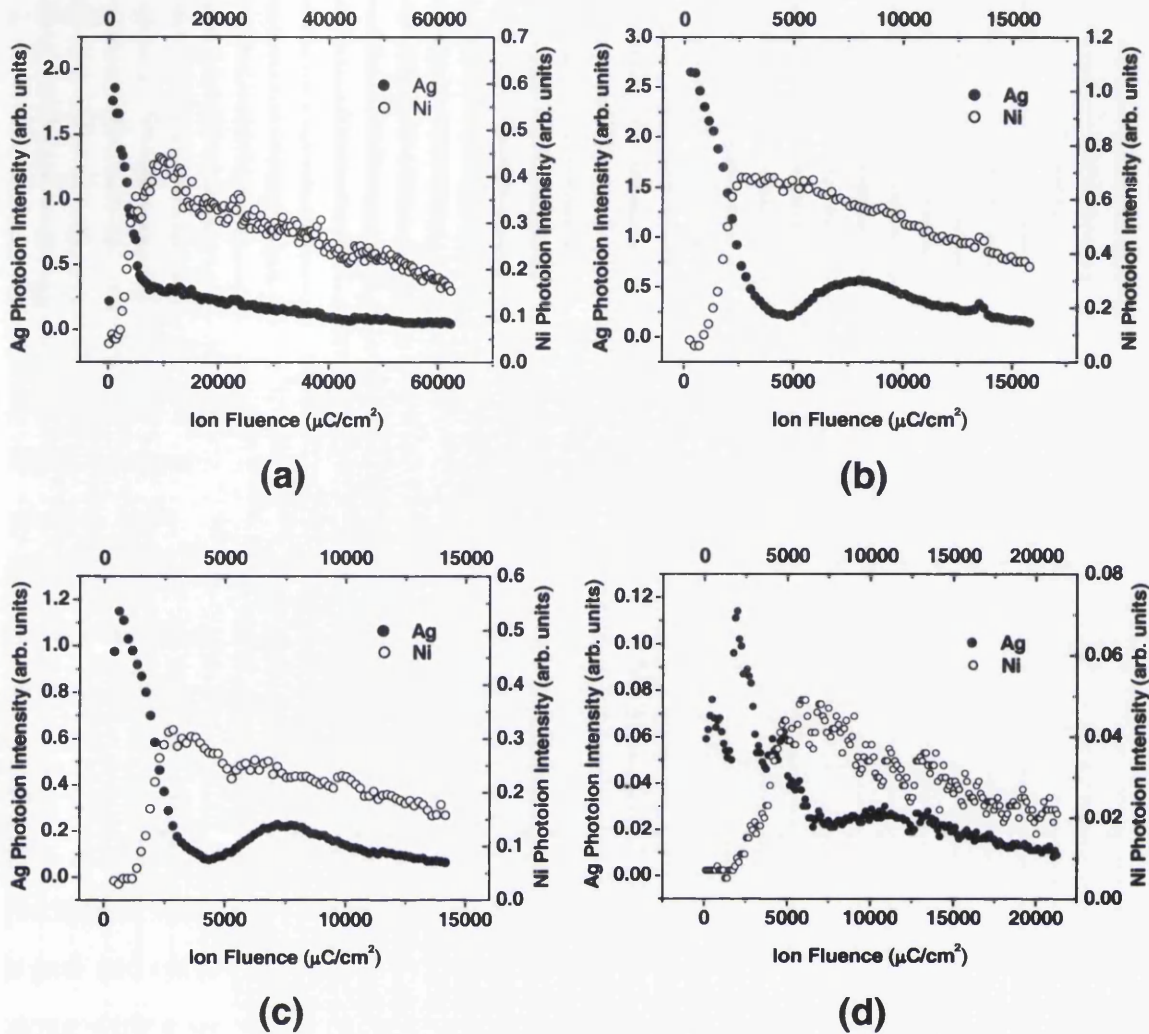 0 20000 40000 60000
0 5000 10000 15000
Ag Photoion Intensity (arb. units)
2.0
1.5
1.0
0.5
0.0
Ag
Ni
0.7
0.6
0.5
0.4
0.3
0.2
0.1
0.0
Ni Photoion Intensity (arb. units)
0 20000 40000 60000
Ion Fluence (μC/cm²)
(a)
Ag Photoion Intensity (arb. units)
3.0
2.5
2.0
1.5
1.0
0.5
0.0
Ag
Ni
1.2
1.0
0.8
0.6
0.4
0.2
0.0
Ni Photoion Intensity (arb. units)
0 5000 10000 15000
Ion Fluence (μC/cm²)
(b)
0 5000 10000 15000
Ag Photoion Intensity (arb. units)
1.2
1.0
0.8
0.6
0.4
0.2
0.0
Ag
Ni
0.6
0.5
0.4
0.3
0.2
0.1
0.0
Ni Photoion Intensity (arb. units)
0 5000 10000 15000
Ion Fluence (μC/cm²)
(c)
0 5000 10000 15000 20000
Ag Photoion Intensity (arb. units)
0.12
0.10
0.08
0.06
0.04
0.02
0.00
Ag
Ni
0.08
0.06
0.04
0.02
0.00
Ni Photoion Intensity (arb. units)
0 5000 10000 15000 20000
Ion Fluence (μC/cm²)
(d)